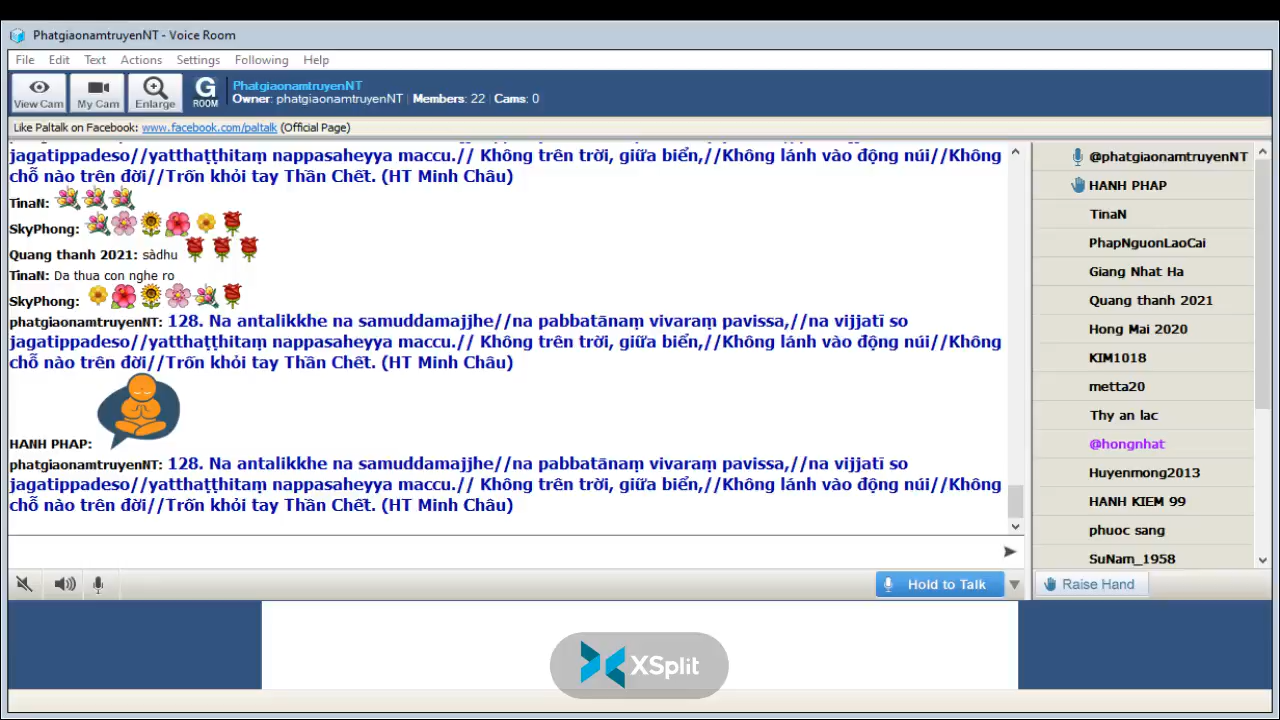 PhatgiaonamtruyenNT - Voice Room
File Edit Text Actions Settings Following Help
View Cam
My Cam
Enlarge
G
ROOM
PhatgiaonamtruyenNT
Owner: phatgiaonamtruyenNT | Members: 22 | Cams: 0
Like Paltalk on Facebook: www.facebook.com/paltalk (Official Page)
jagatippadeso//yatthaṭṭhitaṃ nappasaheyya maccu.// Không trên trời, giữa biển,//Không lánh vào động núi//Không
chỗ nào trên đời//Trốn khỏi tay Thần Chết. (HT Minh Châu)
TinaN:
SkyPhong:
Quang thanh 2021: sàdhu
TinaN: Da thua con nghe ro
SkyPhong:
phatgiaonamtruyenNT: 128. Na antalikkhe na samuddamajjhe//na pabbatānaṃ vivaraṃ pavissa,//na vijjatī so
jagatippadeso//yatthaṭṭhitaṃ nappasaheyya maccu.// Không trên trời, giữa biển,//Không lánh vào động núi//Không
chỗ nào trên đời//Trốn khỏi tay Thần Chết. (HT Minh Châu)
HANH PHAP:
phatgiaonamtruyenNT: 128. Na antalikkhe na samuddamajjhe//na pabbatānaṃ vivaraṃ pavissa,//na vijjatī so
jagatippadeso//yatthaṭṭhitaṃ nappasaheyya maccu.// Không trên trời, giữa biển,//Không lánh vào động núi//Không
chỗ nào trên đời//Trốn khỏi tay Thần Chết. (HT Minh Châu)
Hold to Talk
@phatgiaonamtruyenNT
HANH PHAP
TinaN
PhapNguonLaoCai
Giang Nhat Ha
Quang thanh 2021
Hong Mai 2020
KIM1018
metta20
Thy an lac
@hongnhat
Huyenmong2013
HANH KIEM 99
phuoc sang
SuNam_1958
Raise Hand
XSplit